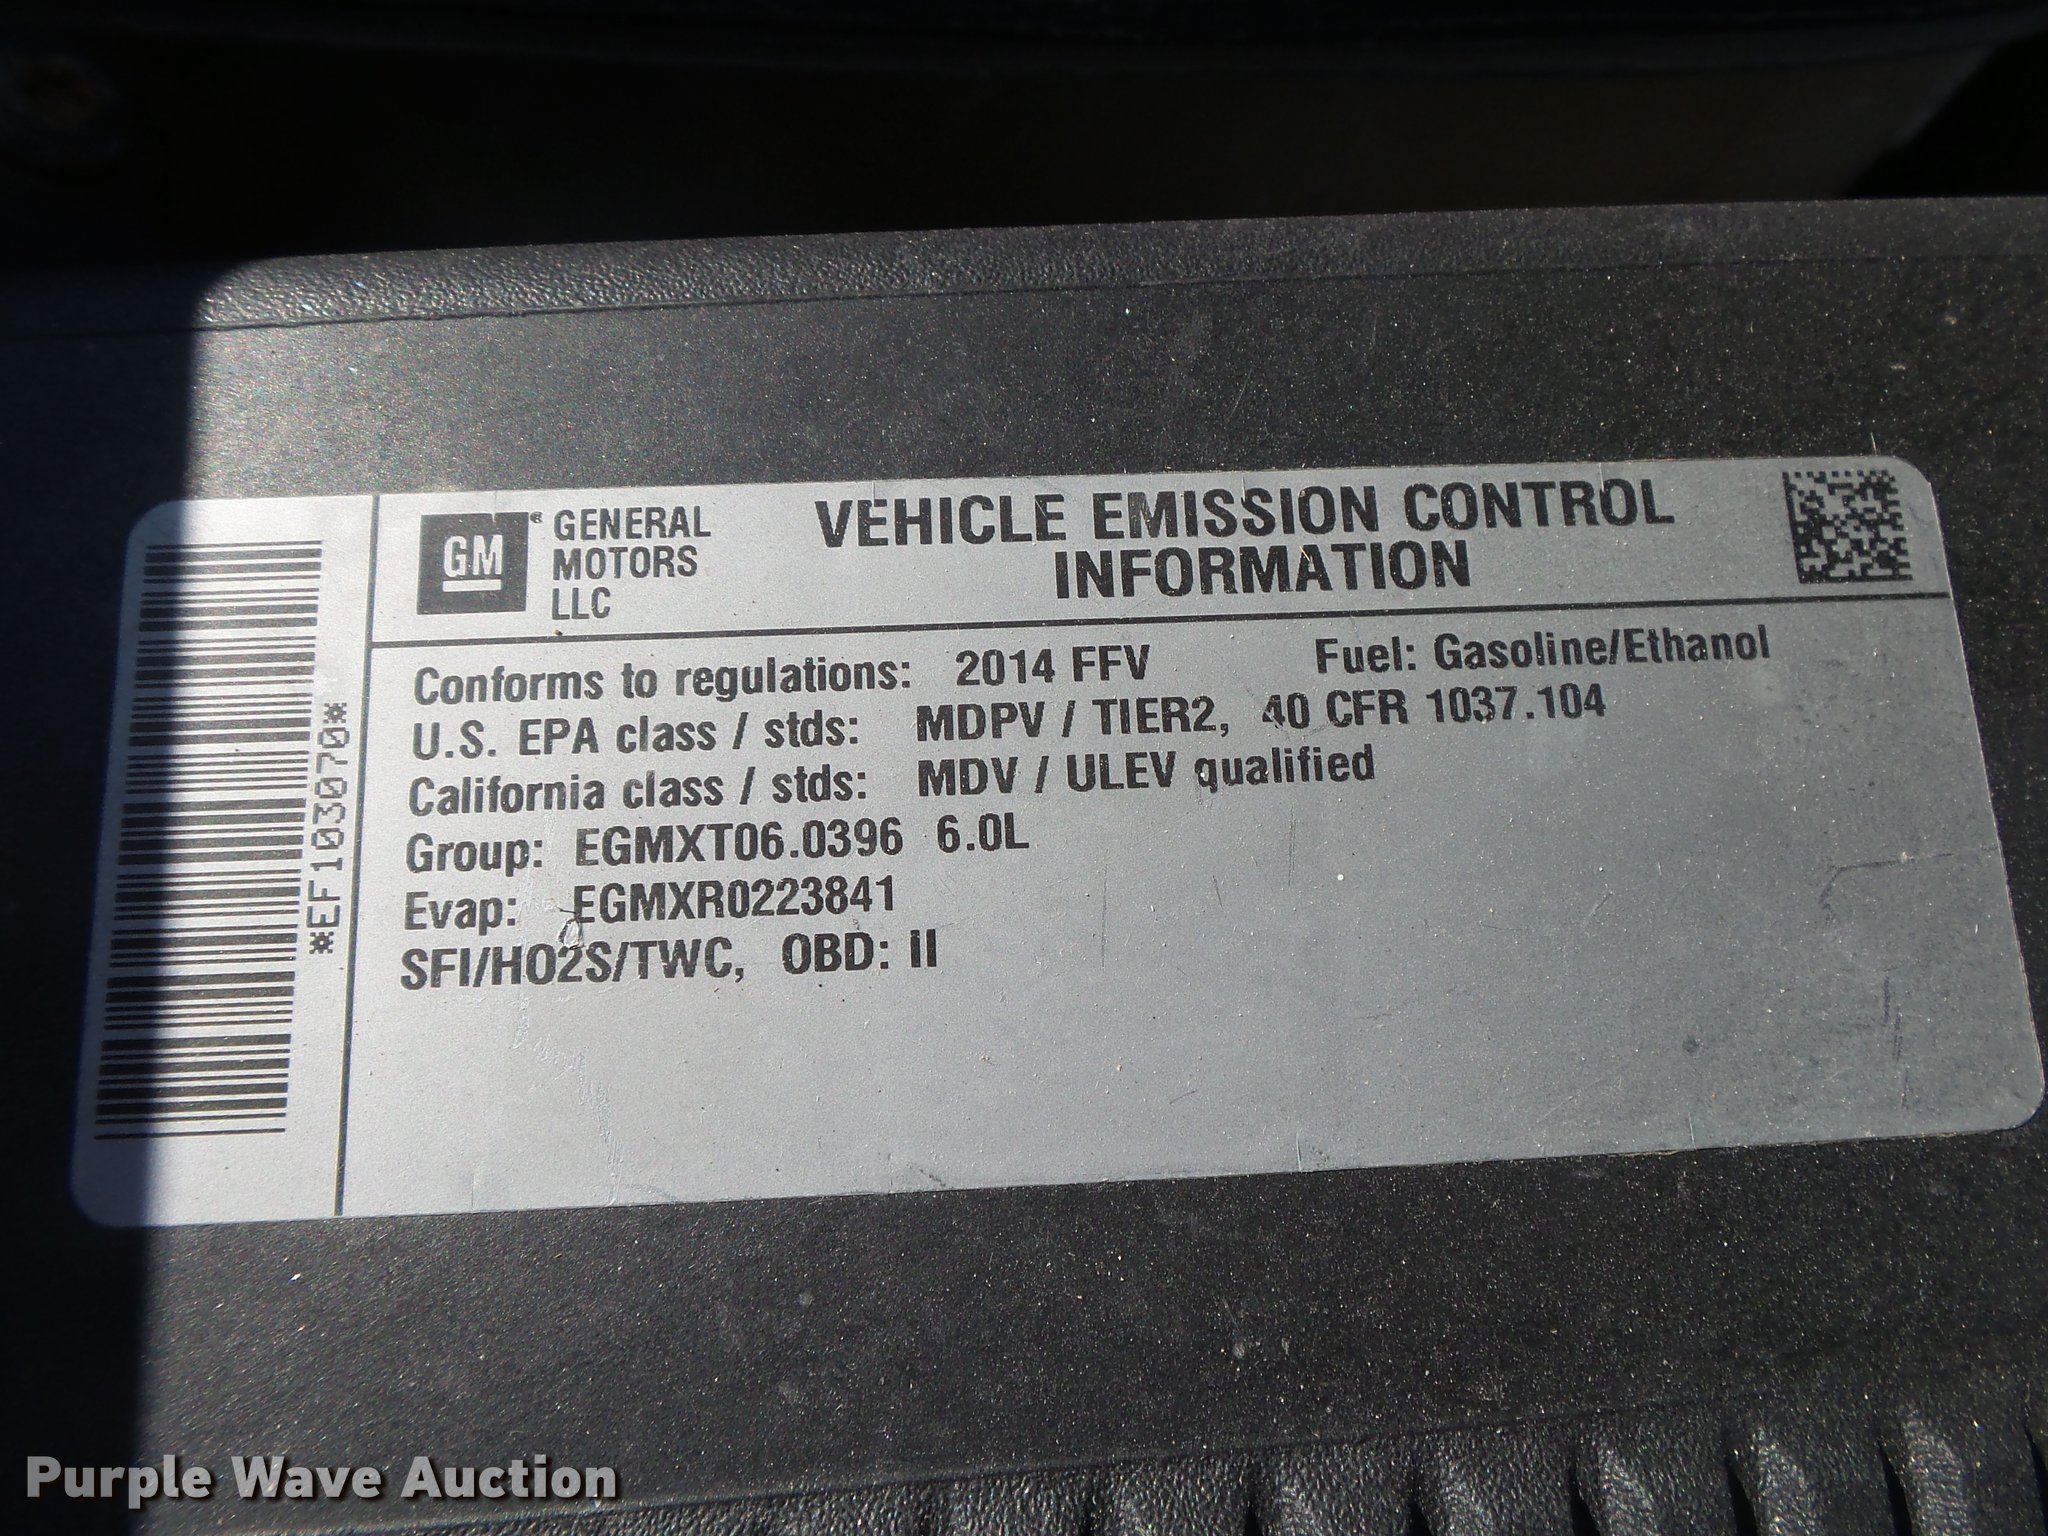 GM
GENERAL
MOTORS
LLC
VEHICLE EMISSION CONTROL
INFORMATION
Conforms to regulations: 2014 FFV Fuel: Gasoline/Ethanol
U.S. EPA class / stds: MDPV / TIER2, 40 CFR 1037.104
California class / stds: MDV / ULEV qualified
Group: EGMXT06.0396 6.0L
Evap: EGMXR0223841
SFI/HO2S/TWC, OBD: II
*EF103070*
Purple Wave Auction